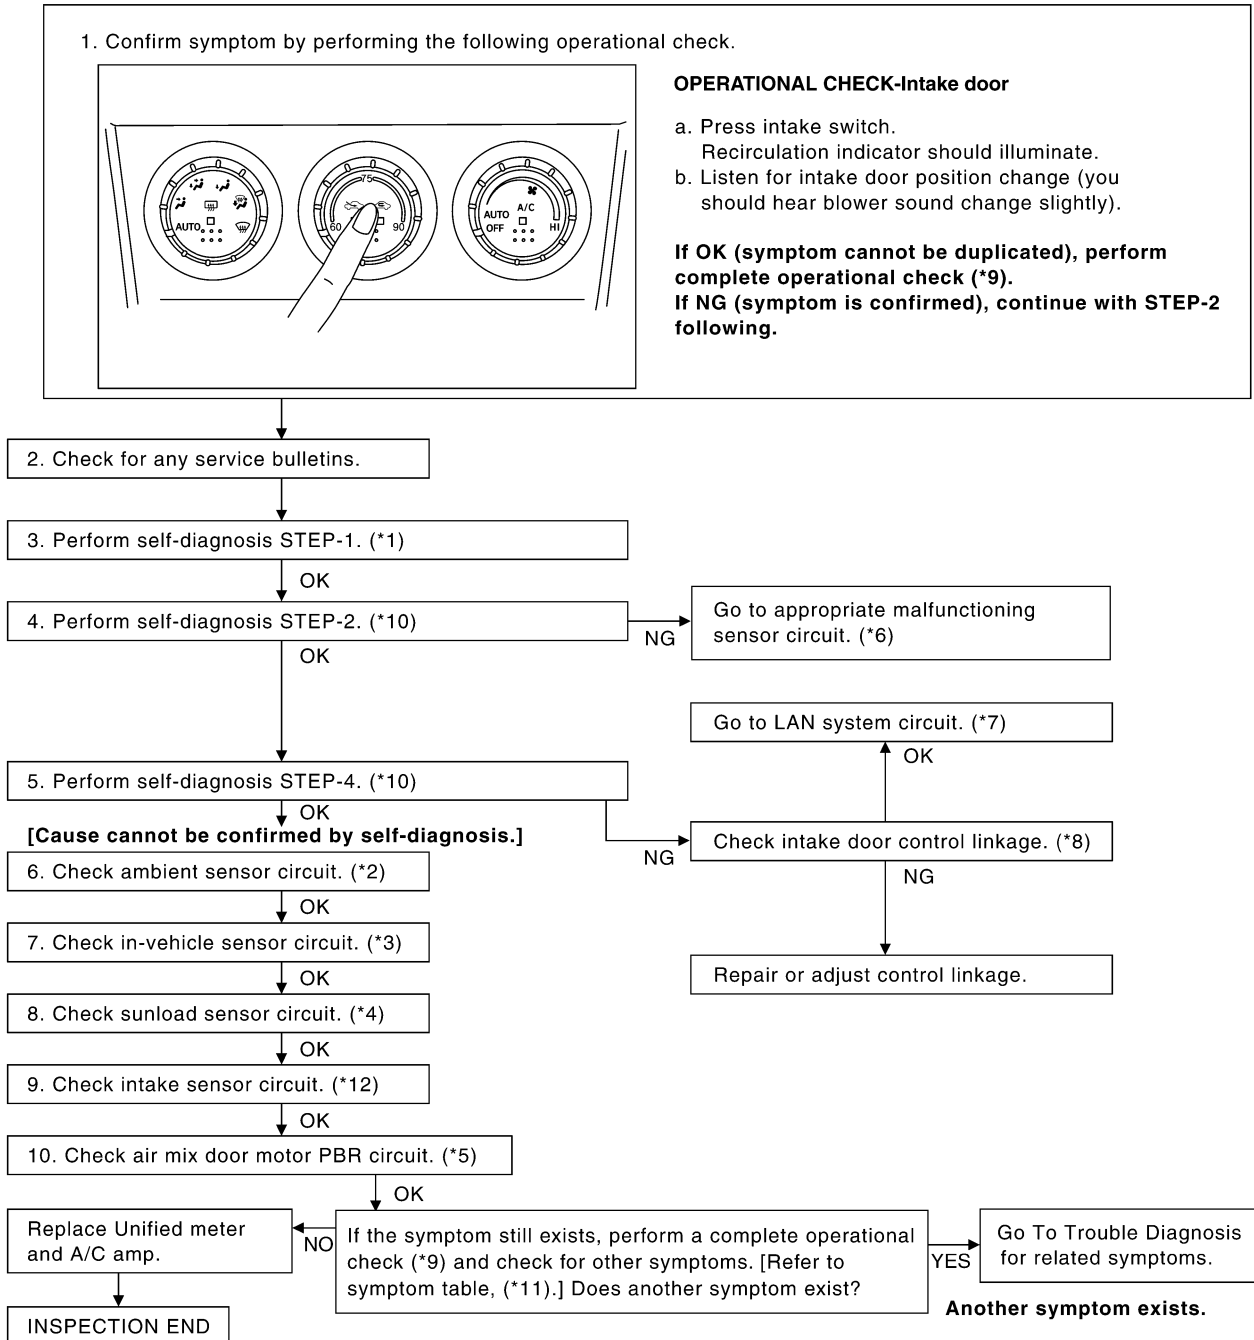 1. Confirm symptom by performing the following operational check.
75
60
90
AUTO
AUTO
OFF
A/C
HI
OPERATIONAL CHECK-Intake door
a. Press intake switch.
Recirculation indicator should illuminate.
b. Listen for intake door position change (you
should hear blower sound change slightly).
If OK (symptom cannot be duplicated), perform
complete operational check (*9).
If NG (symptom is confirmed), continue with STEP-2
following.
2. Check for any service bulletins.
3. Perform self-diagnosis STEP-1. (*1)
OK
4. Perform self-diagnosis STEP-2. (*10)
NG
Go to appropriate malfunctioning
sensor circuit. (*6)
OK
Go to LAN system circuit. (*7)
OK
5. Perform self-diagnosis STEP-4. (*10)
OK
[Cause cannot be confirmed by self-diagnosis.]
NG
Check intake door control linkage. (*8)
NG
Repair or adjust control linkage.
6. Check ambient sensor circuit. (*2)
OK
7. Check in-vehicle sensor circuit. (*3)
OK
8. Check sunload sensor circuit. (*4)
OK
9. Check intake sensor circuit. (*12)
OK
10. Check air mix door motor PBR circuit. (*5)
OK
If the symptom still exists, perform a complete operational
check (*9) and check for other symptoms. [Refer to
symptom table, (*11).] Does another symptom exist?
NO
Replace Unified meter
and A/C amp.
INSPECTION END
YES
Go To Trouble Diagnosis
for related symptoms.
Another symptom exists.